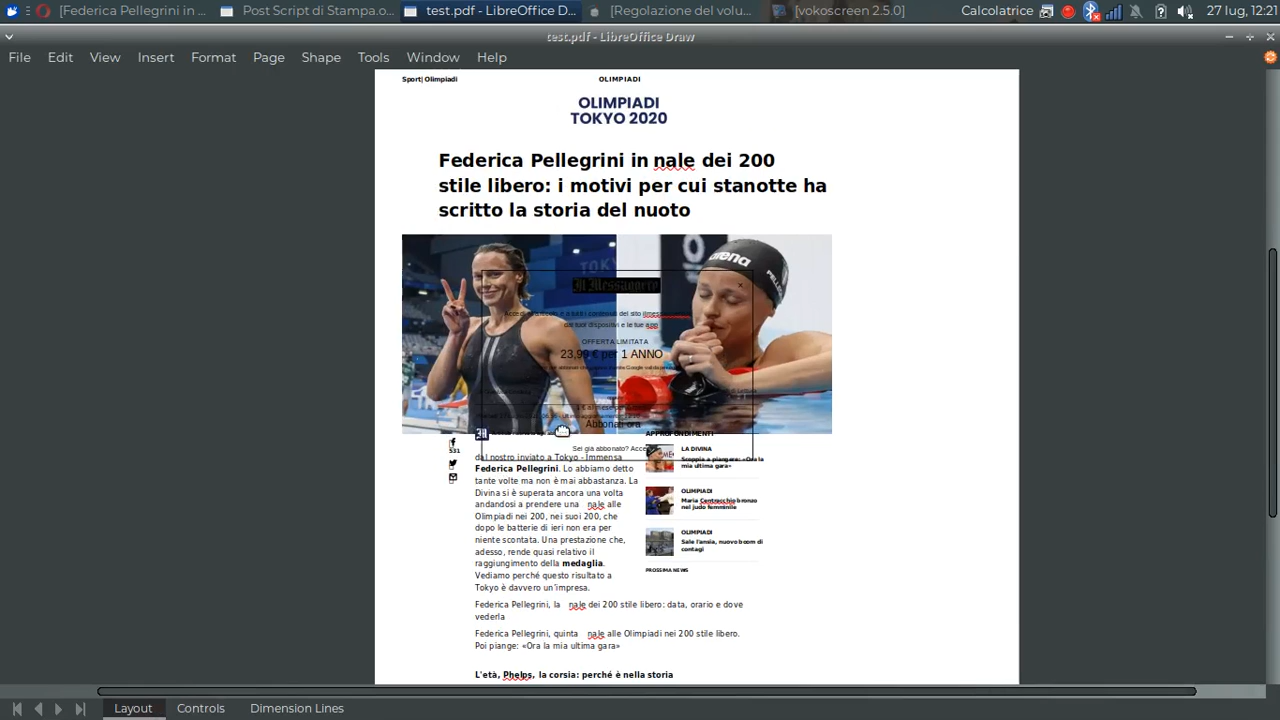 [Federica Pellegrini in ...
Post Script di Stampa.o...
test.pdf - LibreOffice D...
[Regolazione del volu...
[vokoscreen 2.5.0]
Calcolatrice
27 lug, 12:21
test.pdf - LibreOffice Draw
File Edit View Insert Format Page Shape Tools Window Help
Sport| Olimpiadi
OLIMPIADI
OLIMPIADI
TOKYO 2020
Federica Pellegrini in nale dei 200
stile libero: i motivi per cui stanotte ha
scritto la storia del nuoto
TOK
arena
Il Messaggero
dai tuoi dispositivi e le tue app
OFFERTA LIMITATA
23,99 € per 1 ANNO
Abbonati ora
Sei già abbonato?
531
dal nostro inviato a Tokyo - Immensa
Federica Pellegrini. Lo abbiamo detto
tante volte ma non è mai abbastanza. La
Divina si è superata ancora una volta
andandosi a prendere una nale alle
Olimpiadi nei 200, nei suoi 200, che
dopo le batterie di ieri non era per
niente scontata. Una prestazione che,
adesso, rende quasi relativo il
raggiungimento della medaglia.
Vediamo perché questo risultato a
Tokyo è davvero un'impresa.
APPROFONDIMENTI
LA DIVINA
Scoppia a piangere: «Ora la
mia ultima gara»
OLIMPIADI
Maria Centracchio bronzo
nel judo femminile
OLIMPIADI
Sale l'ansia, nuovo boom di
contagi
PROSSIMA NEWS
Federica Pellegrini, la nale dei 200 stile libero: data, orario e dove
vederla
Federica Pellegrini, quinta nale alle Olimpiadi nei 200 stile libero.
Poi piange: «Ora la mia ultima gara»
L'età, Phelps, la corsia: perché è nella storia
Layout Controls Dimension Lines